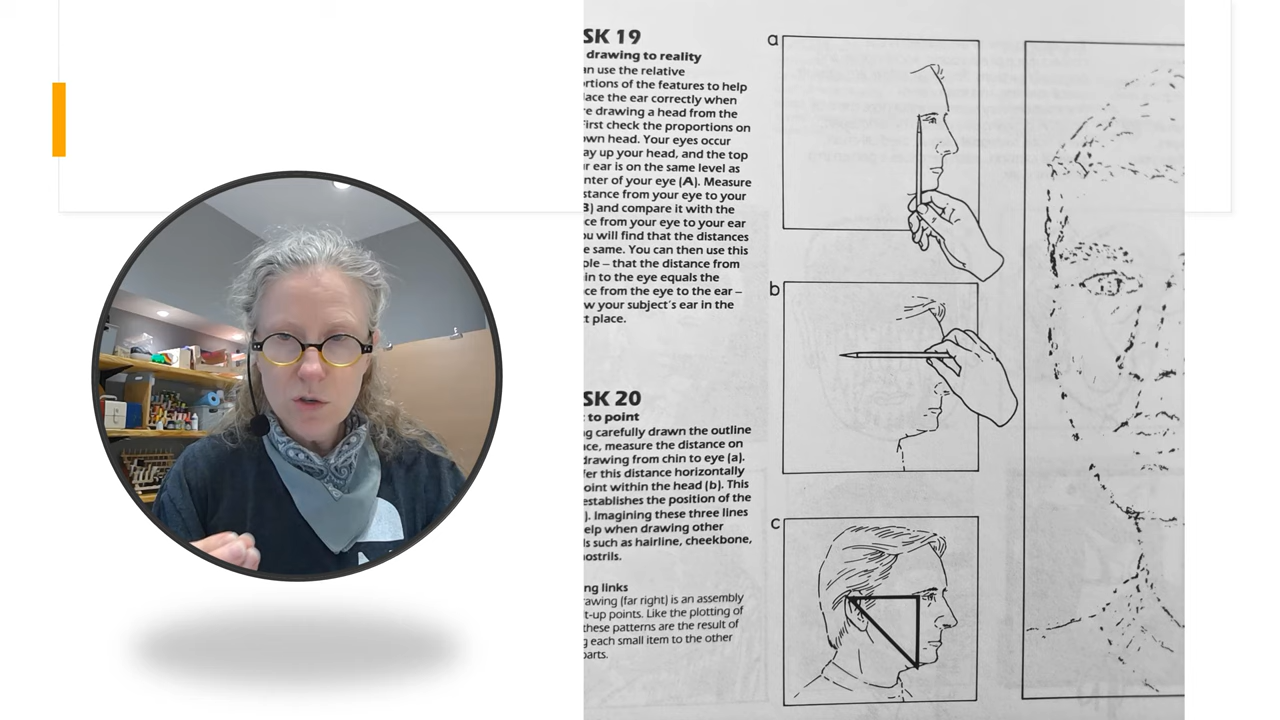 SK 19
drawing to reality
an use the relative
rtions of the features to help
lace the ear correctly when
e drawing a head from the
First check the proportions on
own head. Your eyes occur
ay up your head, and the top
r ear is on the same level as
nter of your eye (A). Measure
stance from your eye to your
B) and compare it with the
ce from your eye to your ear
ou will find that the distances
e same. You can then use this
ple – that the distance from
in to the eye equals the
ce from the eye to the ear –
w your subject's ear in the
t place.
SK 20
t to point
g carefully drawn the outline
ce, measure the distance on
drawing from chin to eye (a).
fer this distance horizontally
oint within the head (b). This
establishes the position of the
). Imagining these three lines
elp when drawing other
ls such as hairline, cheekbone,
ostrils.
ng links
rawing (far right) is an assembly
t-up points. Like the plotting of
these patterns are the result of
g each small item to the other
parts.
a
b
c